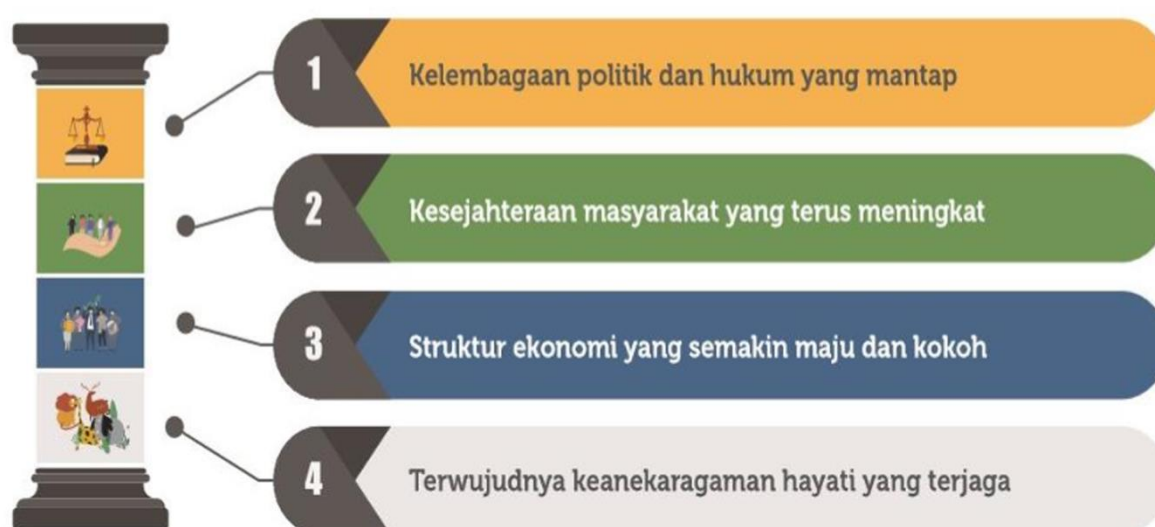 1
Kelembagaan politik dan hukum yang mantap
2
Kesejahteraan masyarakat yang terus meningkat
3
Struktur ekonomi yang semakin maju dan kokoh
4
Terwujudnya keanekaragaman hayati yang terjaga